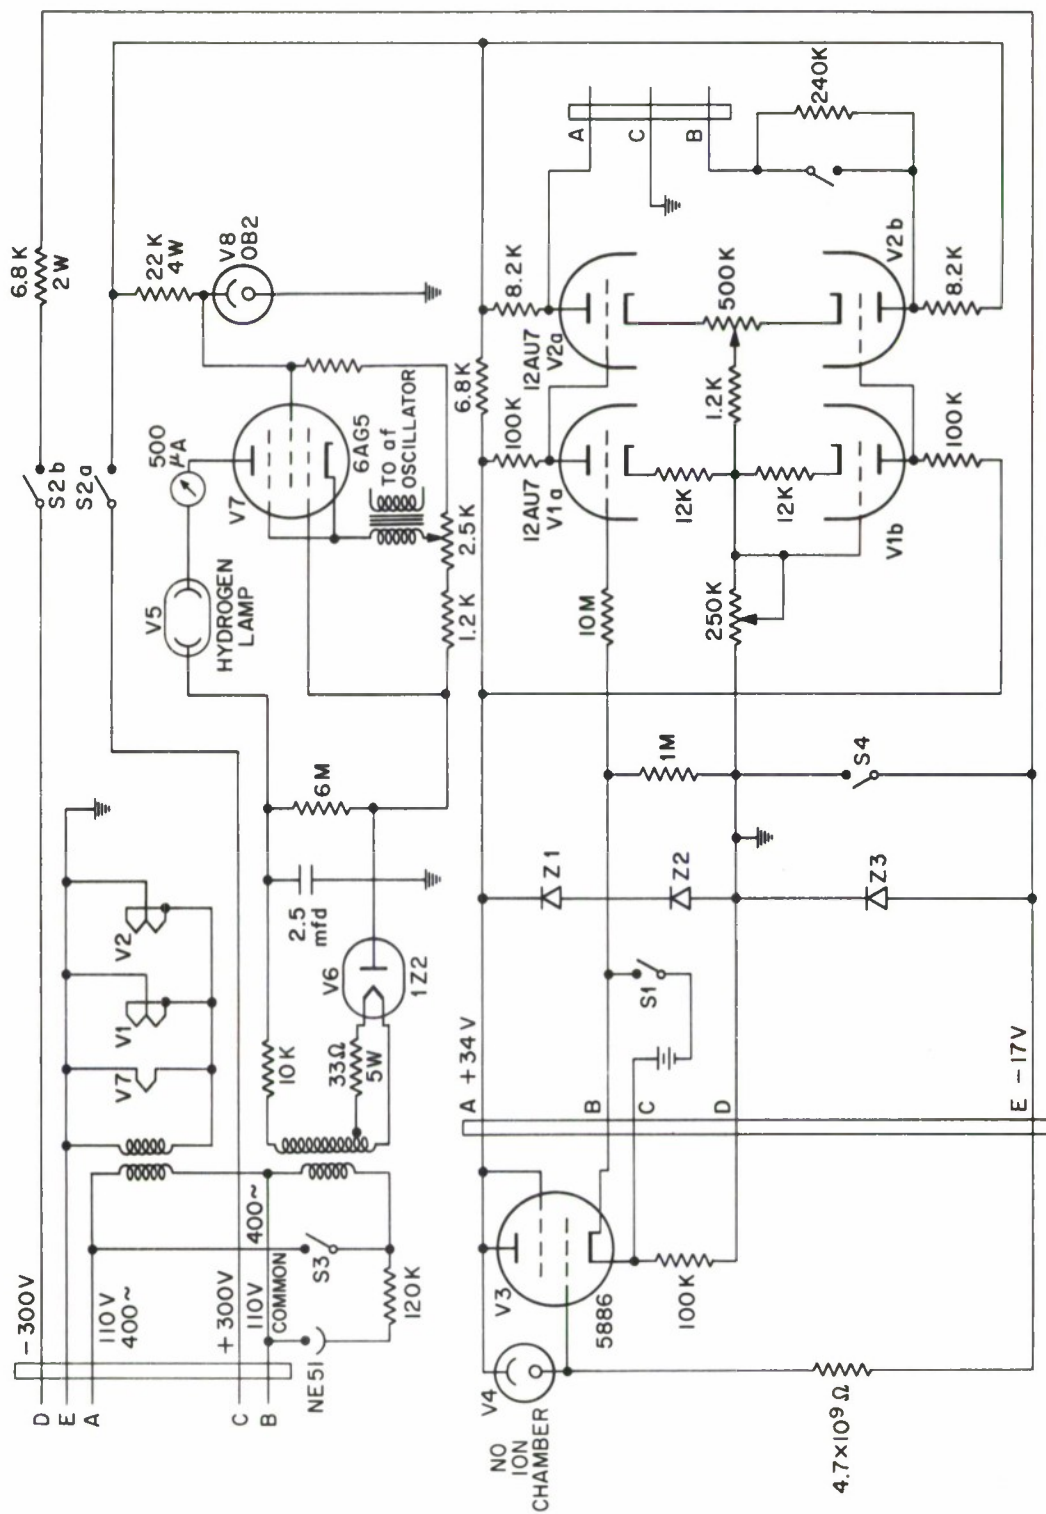 6.8K
2W
22K
4W
V8
OB2
S2b
S2a
500
μA
V7
6AG5
TO af
OSCILLATOR
2.5K
1.2K
V5
HYDROGEN
LAMP
6M
V2
V1
V7
2.5
mfd
V6
1Z2
10K
33Ω
5W
-300V
110V
400~
+300V
110V
400~
COMMON
S3
120K
NE51
D
E
A
C
B
240K
A
C
B
8.2K
12AU7
V2a
500K
V2b
8.2K
6.8K
100K
12AU7
V1a
1.2K
12K
12K
V1b
100K
10M
250K
1M
S4
Z1
Z2
Z3
S1
A +34V
B
C
D
E -17V
V3
5886
100K
V4
NO
ION
CHAMBER
4.7×10⁹Ω